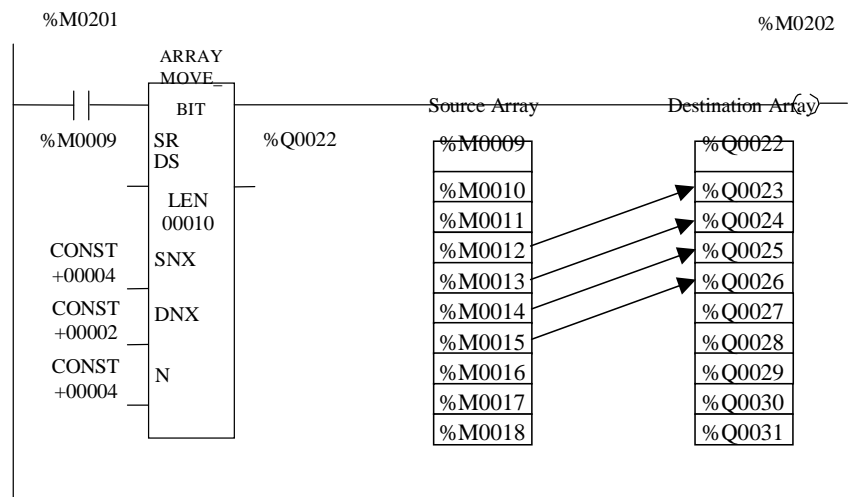 %M0201
%M0202
ARRAY
MOVE_
BIT
Source Array
Destination Array
%M0009
SR
%Q0022
DS
LEN
00010
CONST
+00004
SNX
CONST
+00002
DNX
CONST
+00004
N
%M0009
%M0010
%M0011
%M0012
%M0013
%M0014
%M0015
%M0016
%M0017
%M0018
%Q0022
%Q0023
%Q0024
%Q0025
%Q0026
%Q0027
%Q0028
%Q0029
%Q0030
%Q0031